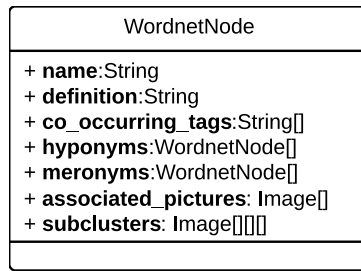 WordnetNode
+ name:String
+ definition:String
+ co_occurring_tags:String[]
+ hyponyms:WordnetNode[]
+ meronyms:WordnetNode[]
+ associated_pictures: Image[]
+ subclusters: Image[][][]